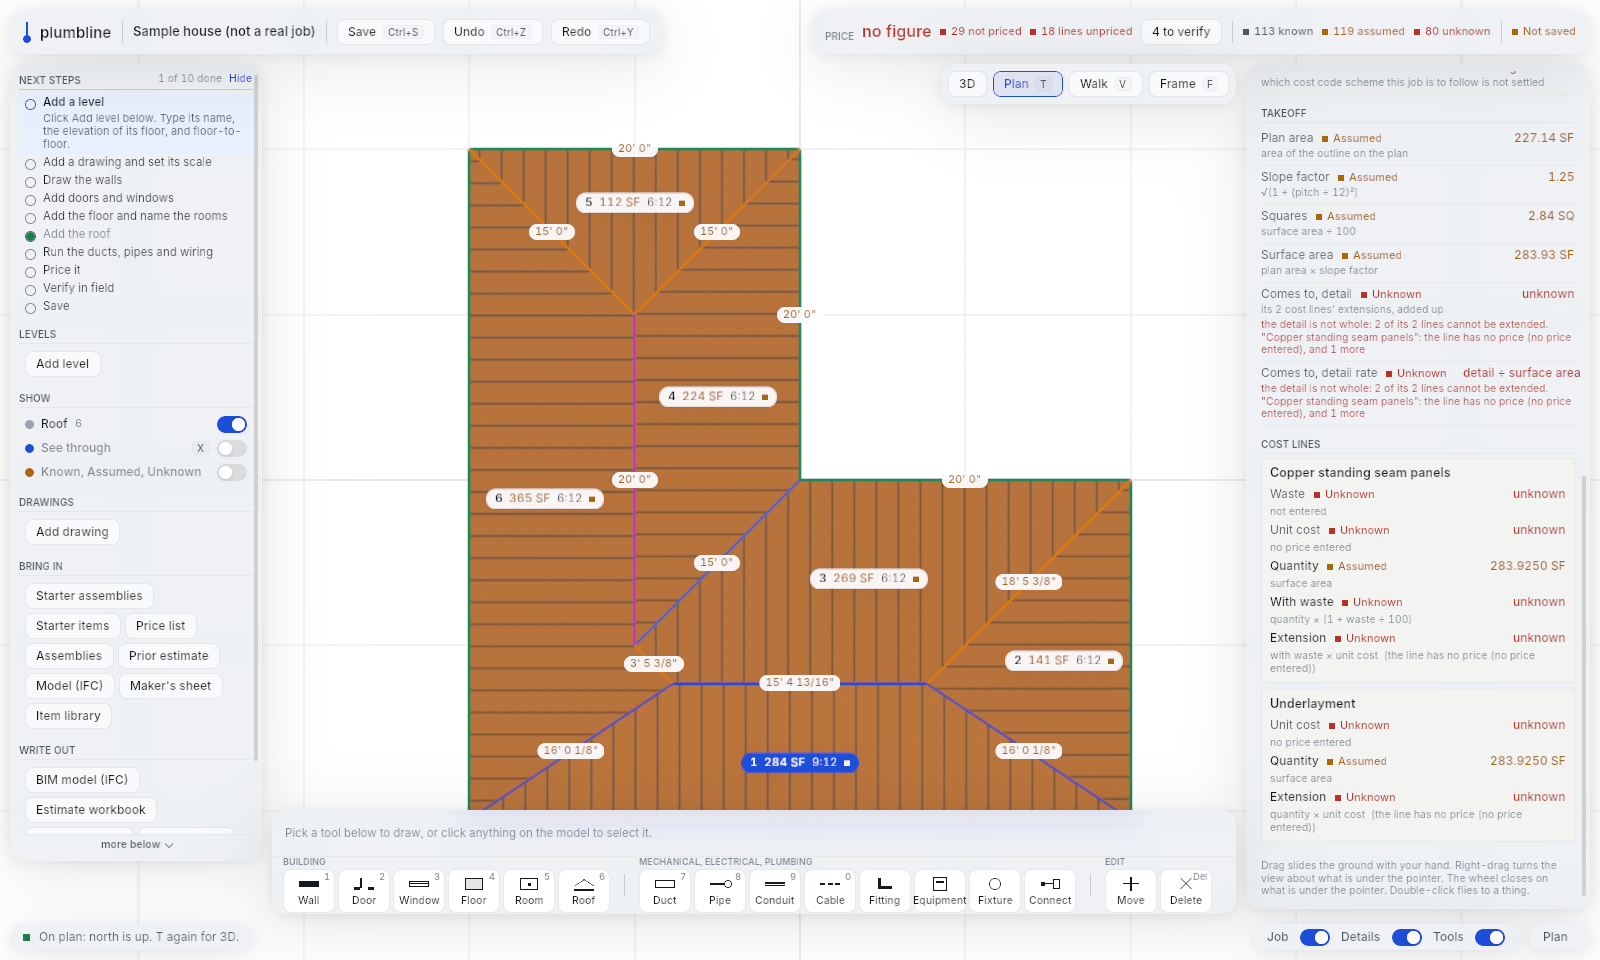 plumbline
Sample house (not a real job)
Save Ctrl+S
Undo Ctrl+Z
Redo Ctrl+Y
PRICE no figure
29 not priced
18 lines unpriced
4 to verify
113 known
119 assumed
80 unknown
Not saved
3D
Plan T
Walk V
Frame F
NEXT STEPS
1 of 10 done Hide
Add a level
Click Add level below. Type its name,
the elevation of its floor, and floor-to-
floor.
Add a drawing and set its scale
Draw the walls
Add doors and windows
Add the floor and name the rooms
Add the roof
Run the ducts, pipes and wiring
Price it
Verify in field
Save
LEVELS
Add level
SHOW
Roof 6
See through X
Known, Assumed, Unknown
DRAWINGS
Add drawing
BRING IN
Starter assemblies
Starter items
Price list
Assemblies
Prior estimate
Model (IFC)
Maker's sheet
Item library
WRITE OUT
BIM model (IFC)
Estimate workbook
more below
On plan: north is up. T again for 3D.
20' 0"
5 112 SF 6:12
15' 0"
15' 0"
20' 0"
4 224 SF 6:12
20' 0"
20' 0"
6 365 SF 6:12
15' 0"
3 269 SF 6:12
18' 5 3/8"
3' 5 3/8"
2 141 SF 6:12
15' 4 13/16"
16' 0 1/8"
16' 0 1/8"
1 284 SF 9:12
Pick a tool below to draw, or click anything on the model to select it.
BUILDING
Wall 1
Door 2
Window 3
Floor 4
Room 5
Roof 6
MECHANICAL, ELECTRICAL, PLUMBING
Duct 7
Pipe 8
Conduit 9
Cable 0
Fitting
Equipment
Fixture
Connect
EDIT
Move
Delete Del
which cost code scheme this job is to follow is not settled
TAKEOFF
Plan area Assumed 227.14 SF
area of the outline on the plan
Slope factor Assumed 1.25
√(1 + (pitch ÷ 12)²)
Squares Assumed 2.84 SQ
surface area ÷ 100
Surface area Assumed 283.93 SF
plan area × slope factor
Comes to, detail Unknown unknown
its 2 cost lines' extensions, added up
the detail is not whole: 2 of its 2 lines cannot be extended.
"Copper standing seam panels": the line has no price (no price
entered), and 1 more
Comes to, detail rate Unknown detail ÷ surface area
the detail is not whole: 2 of its 2 lines cannot be extended.
"Copper standing seam panels": the line has no price (no price
entered), and 1 more
COST LINES
Copper standing seam panels
Waste Unknown unknown
not entered
Unit cost Unknown unknown
no price entered
Quantity Assumed 283.9250 SF
surface area
With waste Unknown unknown
quantity × (1 + waste ÷ 100)
Extension Unknown unknown
with waste × unit cost (the line has no price (no price
entered))
Underlayment
Unit cost Unknown unknown
no price entered
Quantity Assumed 283.9250 SF
surface area
Extension Unknown unknown
quantity × unit cost (the line has no price (no price
entered))
Drag slides the ground with your hand. Right-drag turns the
view about what is under the pointer. The wheel closes on
what is under the pointer. Double-click flies to a thing.
Job
Details
Tools
Plan